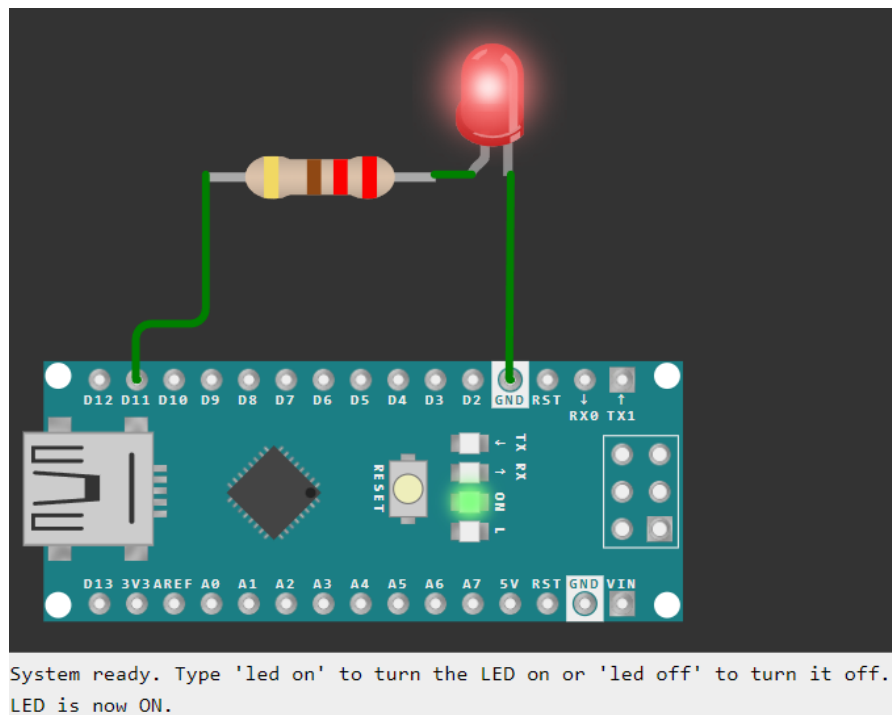 D12 D11 D10 D9 D8 D7 D6 D5 D4 D3 D2 GND RST ↓ ↑
RX0 TX1
RESET
← TX
→ RX
ON
L
D13 3V3 AREF A0 A1 A2 A3 A4 A5 A6 A7 5V RST GND VIN
System ready. Type 'led on' to turn the LED on or 'led off' to turn it off.
LED is now ON.